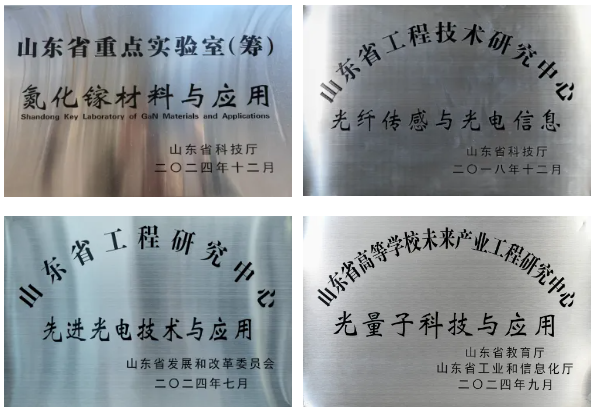 山东省重点实验室(筹)
氮化镓材料与应用
Shandong Key Laboratory of GaN Materials and Applications
山东省科技厅
二〇二四年十二月
山东省工程技术研究中心
光纤传感与光电信息
山东省科技厅
二〇一八年十二月
山东省工程研究中心
先进光电技术与应用
山东省发展和改革委员会
二〇二四年七月
山东省高等学校未来产业工程研究中心
光量子科技与应用
山东省教育厅
山东省工业和信息化厅
二〇二四年九月